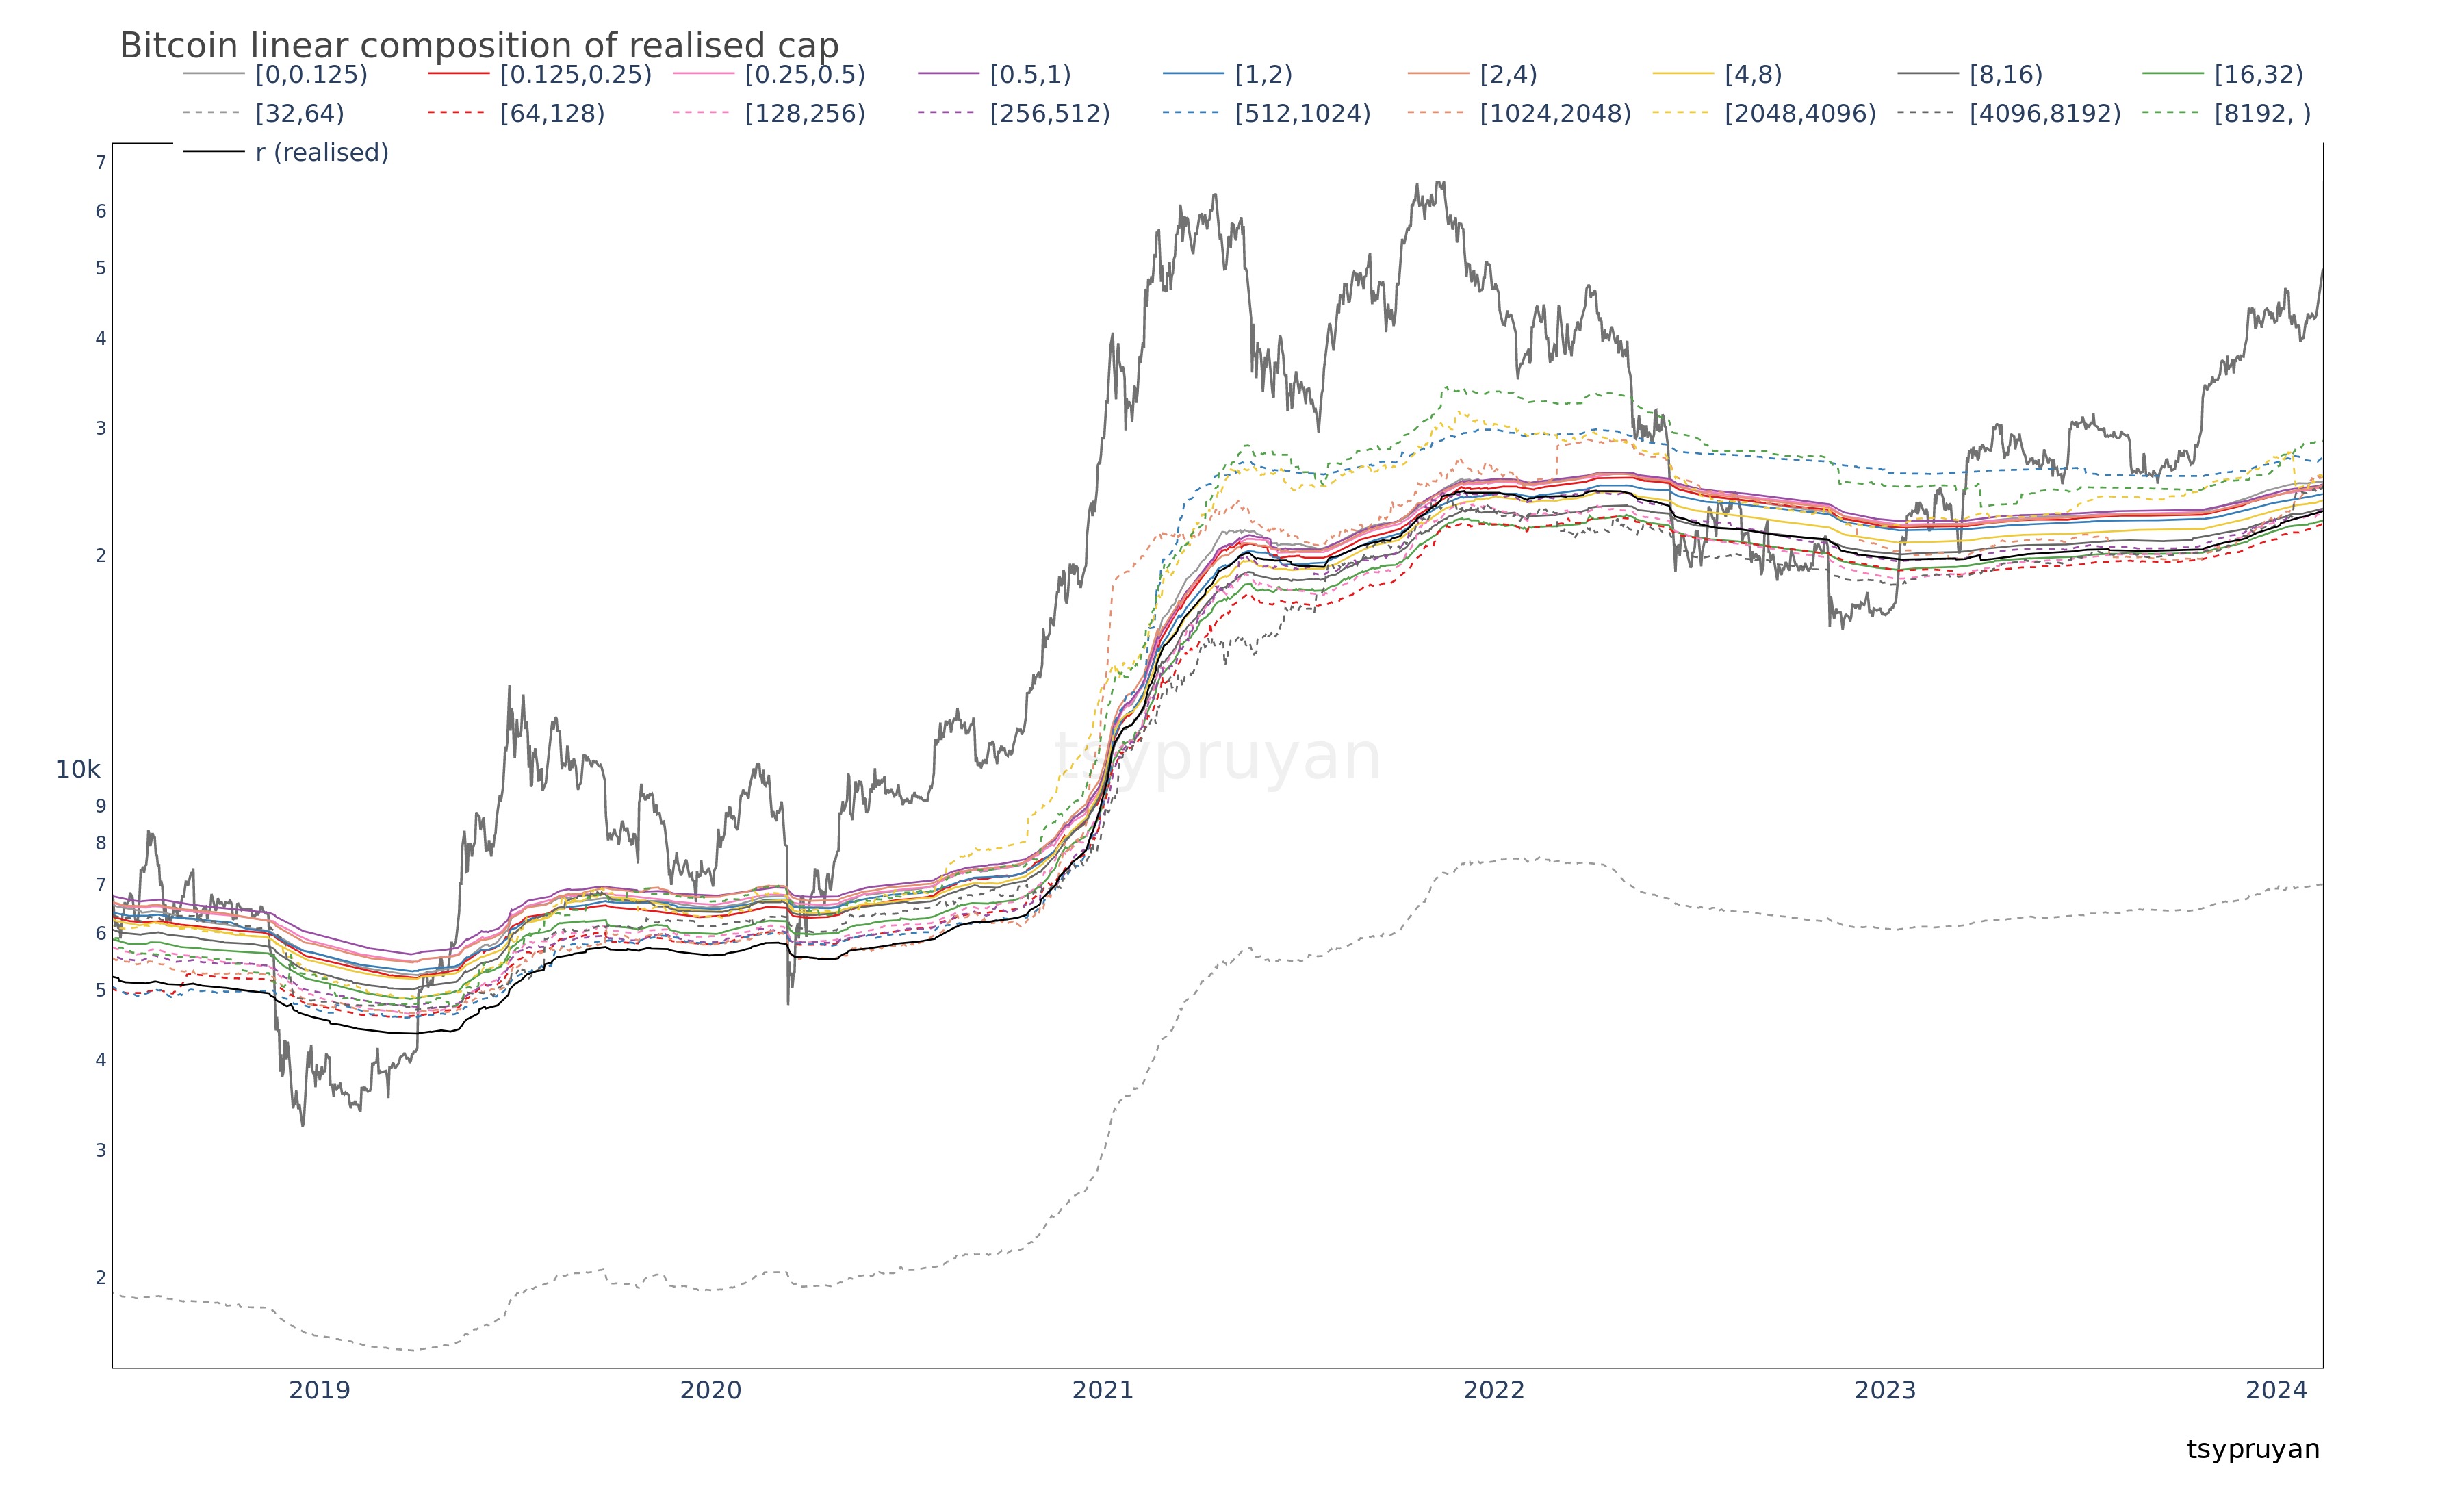 Bitcoin linear composition of realised cap
[0,0.125) [0.125,0.25) [0.25,0.5) [0.5,1) [1,2) [2,4) [4,8) [8,16) [16,32)
[32,64) [64,128) [128,256) [256,512) [512,1024) [1024,2048) [2048,4096) [4096,8192) [8192, )
r (realised)
7
6
5
4
3
2
tsypruyan
10k
9
8
7
6
5
4
3
2
2019 2020 2021 2022 2023 2024
tsypruyan